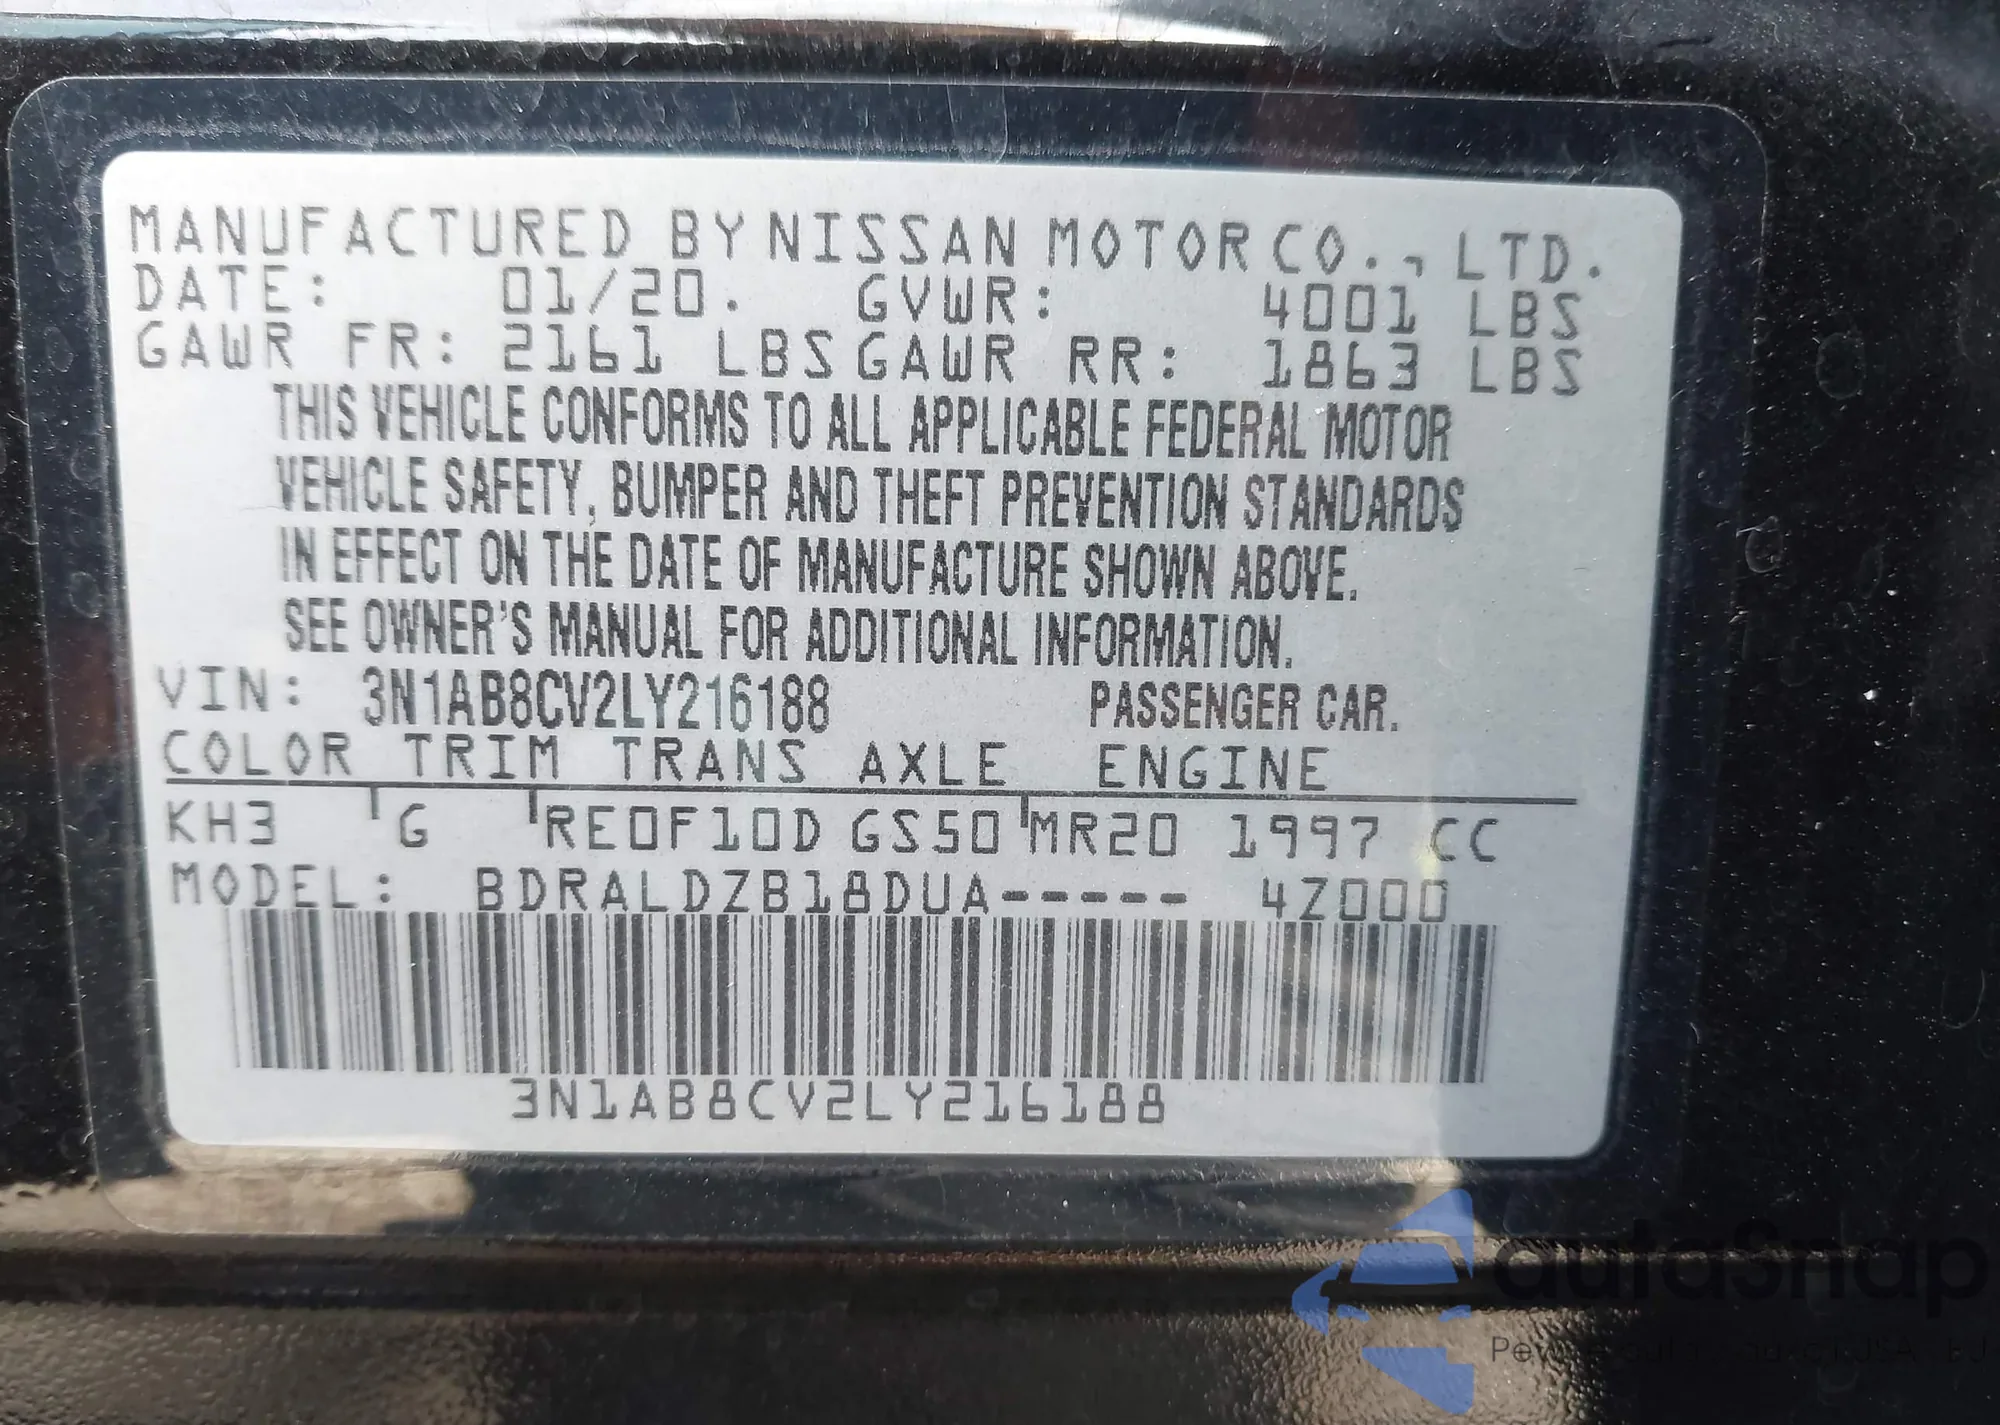 MANUFACTURED BY NISSAN MOTOR CO., LTD.
DATE: 01/20. GVWR: 4001 LBS
GAWR FR: 2161 LBS GAWR RR: 1863 LBS
THIS VEHICLE CONFORMS TO ALL APPLICABLE FEDERAL MOTOR
VEHICLE SAFETY, BUMPER AND THEFT PREVENTION STANDARDS
IN EFFECT ON THE DATE OF MANUFACTURE SHOWN ABOVE.
SEE OWNER'S MANUAL FOR ADDITIONAL INFORMATION.
VIN: 3N1AB8CV2LY216188 PASSENGER CAR.
COLOR TRIM TRANS AXLE ENGINE
KH3 G RE0F10D GS50 MR20 1997 CC
MODEL: BDRALDZB18DUA----- 4Z000
3N1AB8CV2LY216188
autaSnap